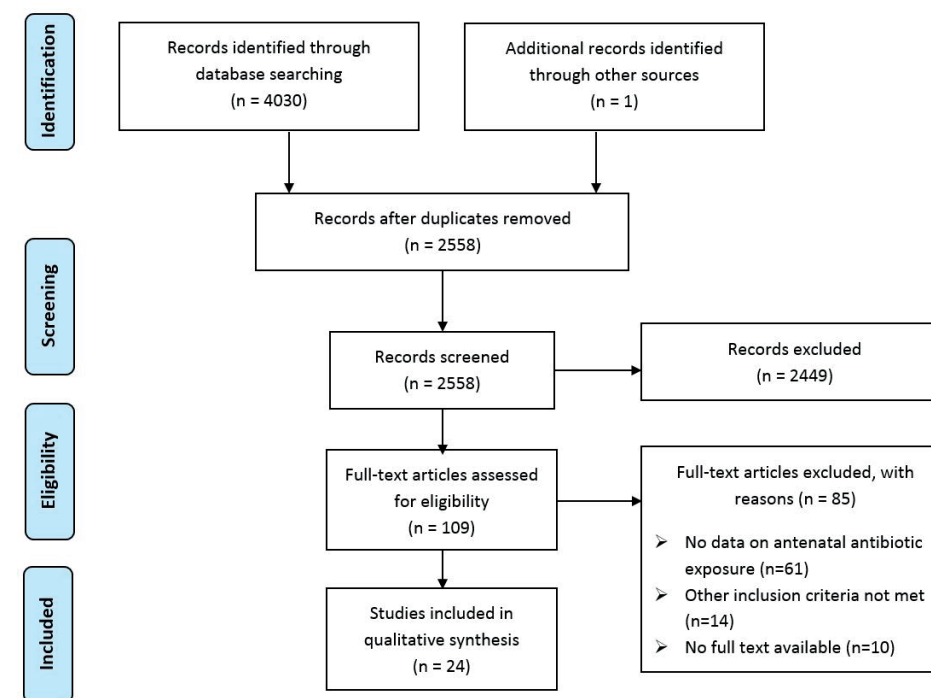 Identification
Records identified through
database searching
(n = 4030)
Additional records identified
through other sources
(n = 1)
Records after duplicates removed
(n = 2558)
Screening
Records screened
(n = 2558)
Records excluded
(n = 2449)
Eligibility
Full-text articles assessed
for eligibility
(n = 109)
Full-text articles excluded, with
reasons (n = 85)
➢ No data on antenatal antibiotic
exposure (n=61)
➢ Other inclusion criteria not met
(n=14)
➢ No full text available (n=10)
Included
Studies included in
qualitative synthesis
(n = 24)